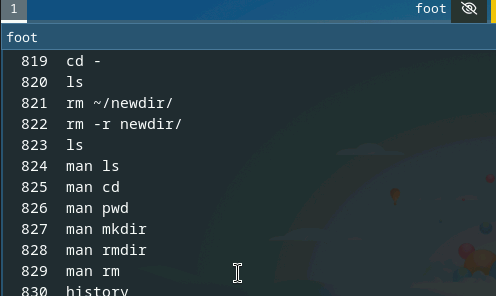 1 foot
foot
819 cd -
820 ls
821 rm ~/newdir/
822 rm -r newdir/
823 ls
824 man ls
825 man cd
826 man pwd
827 man mkdir
828 man rmdir
829 man rm
830 history